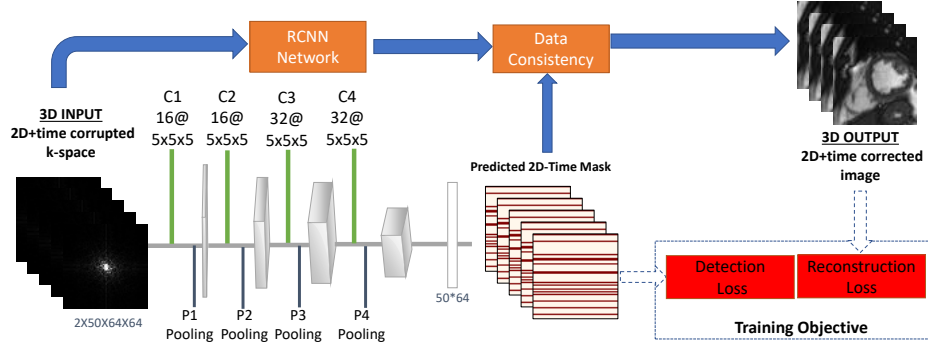 RCNN
Network
Data
Consistency
3D INPUT
2D+time corrupted
k-space
C1
16@
5x5x5
C2
16@
5x5x5
C3
32@
5x5x5
C4
32@
5x5x5
Predicted 2D-Time Mask
3D OUTPUT
2D+time corrected
image
2X50X64X64
P1
Pooling
P2
Pooling
P3
Pooling
P4
Pooling
50*64
Detection
Loss
Reconstruction
Loss
Training Objective